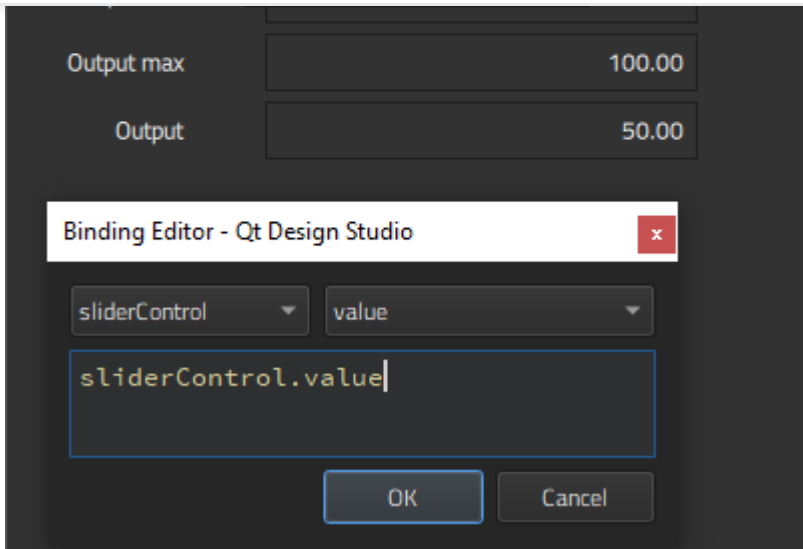 Output max 100.00
Output 50.00
Binding Editor - Qt Design Studio x
sliderControl value
sliderControl.value
OK Cancel